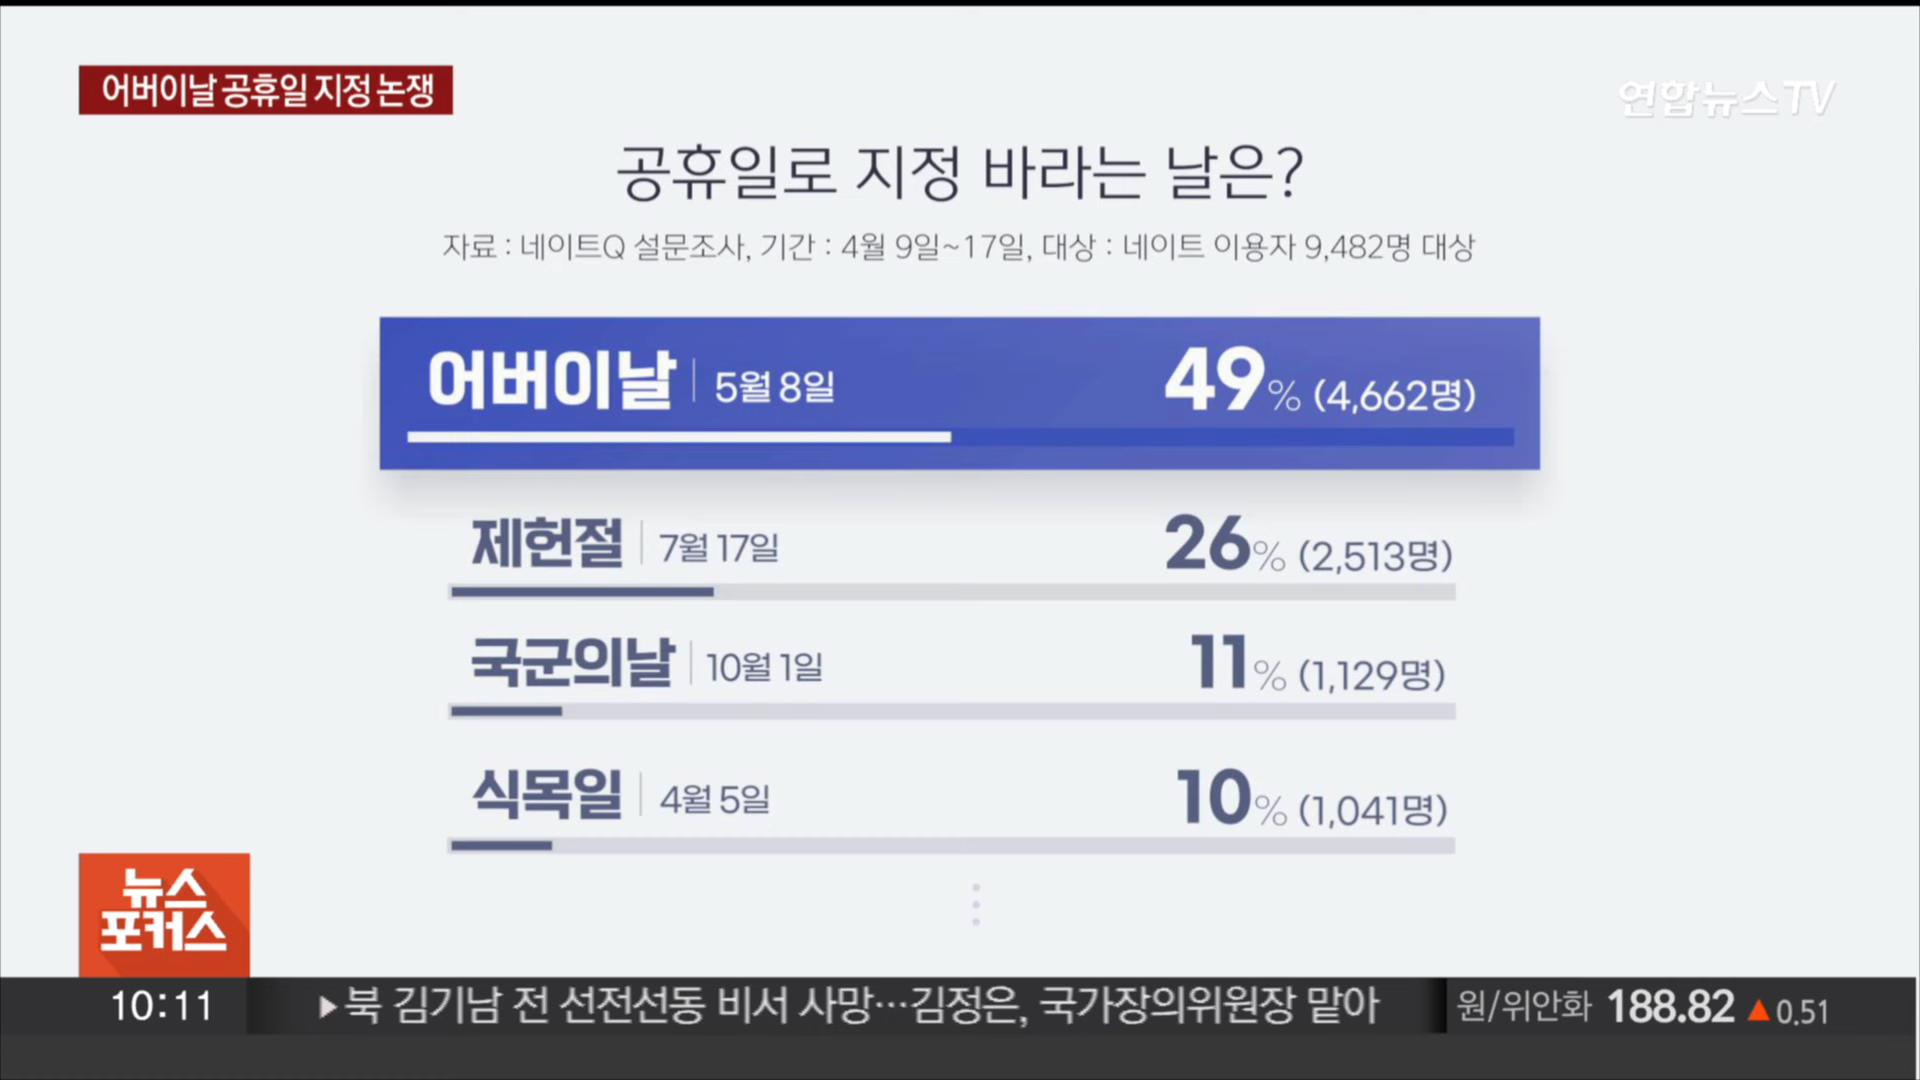 어버이날 공휴일 지정 논쟁
연합뉴스TV
공휴일로 지정 바라는 날은?
자료 : 네이트Q 설문조사, 기간 : 4월 9일~17일, 대상 : 네이트 이용자 9,482명 대상
어버이날 5월 8일 49% (4,662명)
제헌절 7월 17일 26% (2,513명)
국군의날 10월 1일 11% (1,129명)
식목일 4월 5일 10% (1,041명)
뉴스
포커스
10:11 ▶북 김기남 전 선전선동 비서 사망…김정은, 국가장의위원장 맡아 원/위안화 188.82 ▲0.51